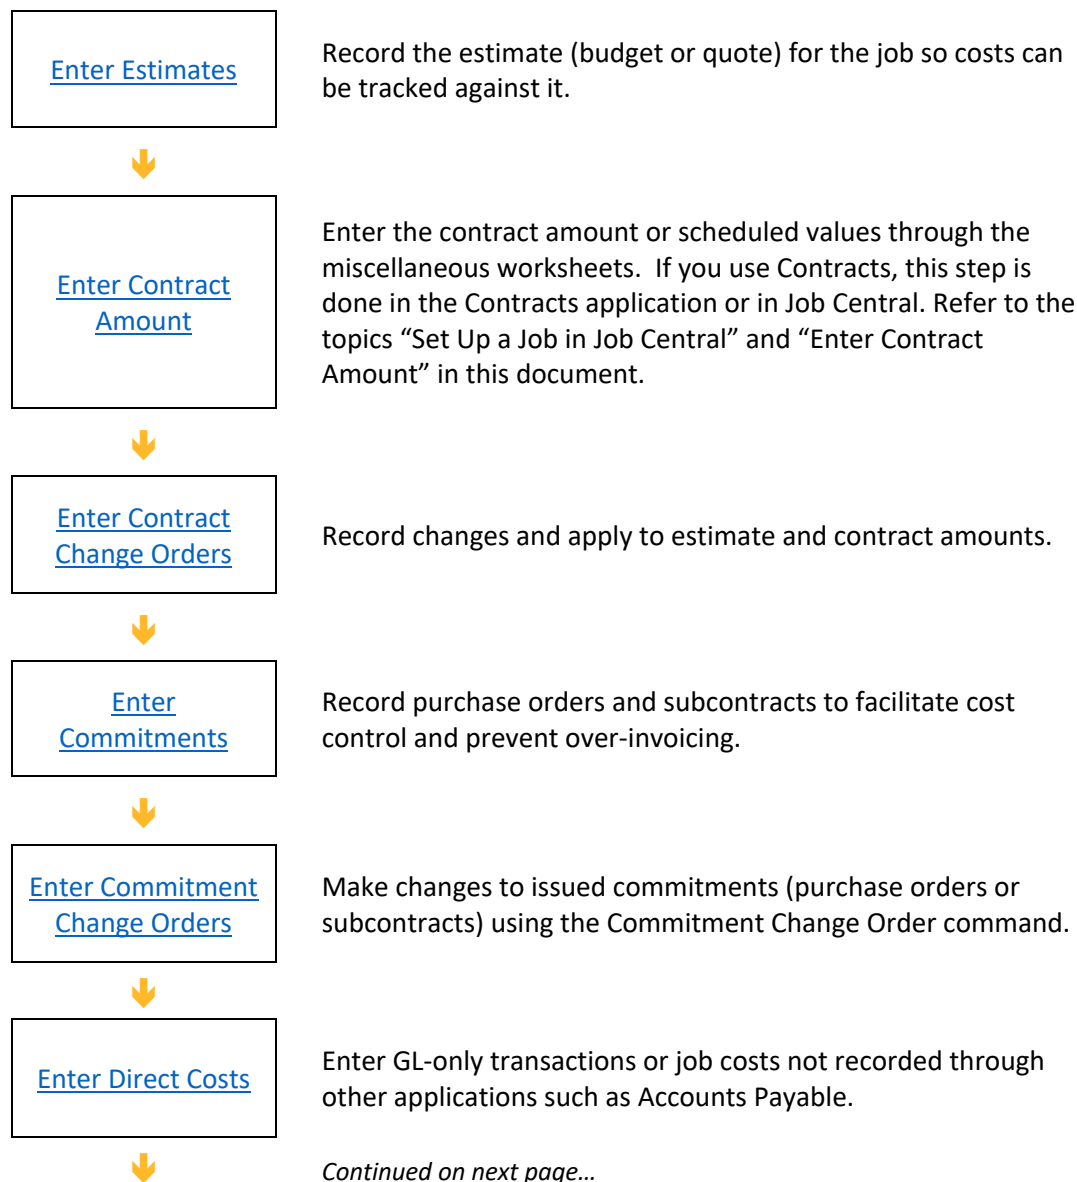 Enter Estimates
Record the estimate (budget or quote) for the job so costs can
be tracked against it.
Enter Contract
Amount
Enter the contract amount or scheduled values through the
miscellaneous worksheets.  If you use Contracts, this step is
done in the Contracts application or in Job Central. Refer to the
topics “Set Up a Job in Job Central” and “Enter Contract
Amount” in this document.
Enter Contract
Change Orders
Record changes and apply to estimate and contract amounts.
Enter
Commitments
Record purchase orders and subcontracts to facilitate cost
control and prevent over-invoicing.
Enter Commitment
Change Orders
Make changes to issued commitments (purchase orders or
subcontracts) using the Commitment Change Order command.
Enter Direct Costs
Enter GL-only transactions or job costs not recorded through
other applications such as Accounts Payable.
Continued on next page…